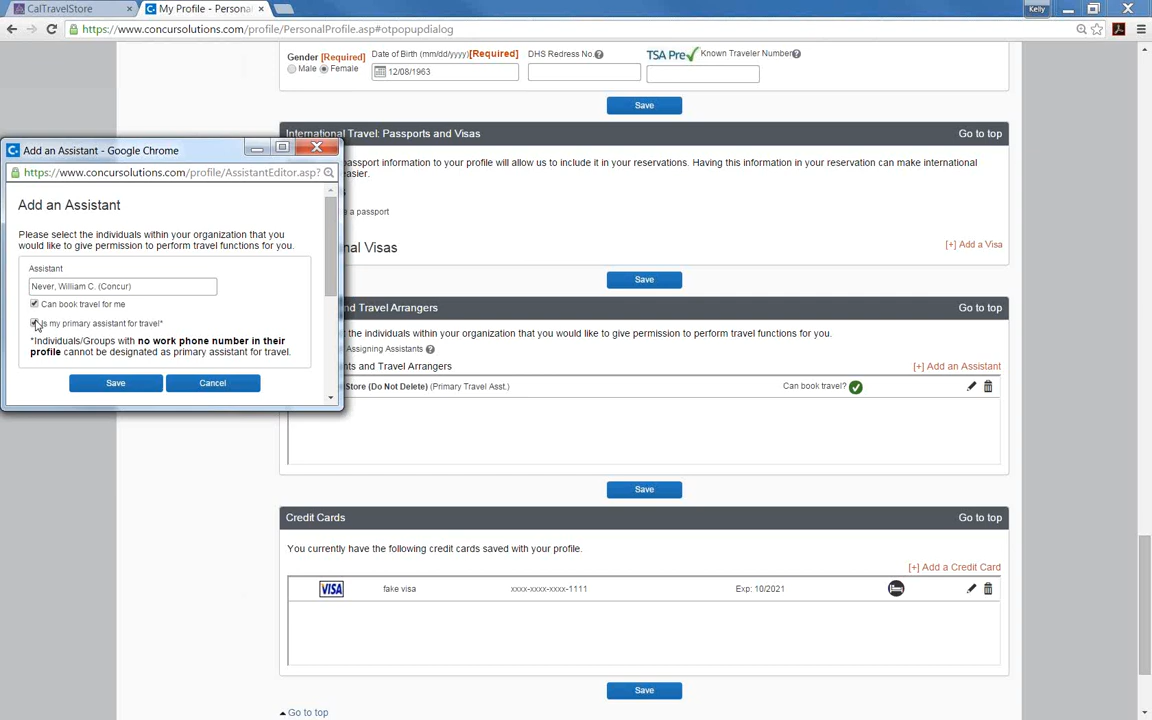 CalTravelStore
My Profile - Persona
Kelly
https://www.concursolutions.com/profile/PersonalProfile.asp#otpopupdialog
Gender [Required]
Male Female
Date of Birth (mm/dd/yyyy)[Required]
12/08/1963
DHS Redress No.
TSA Pre Known Traveler Number
Save
International Travel: Passports and Visas
Go to top
passport information to your profile will allow us to include it in your reservations. Having this information in your reservation can make international
easier.
e a passport
nal Visas
[+] Add a Visa
Save
and Travel Arrangers
Go to top
the individuals within your organization that you would like to give permission to perform travel functions for you.
Assigning Assistants
nts and Travel Arrangers
[+] Add an Assistant
Store (Do Not Delete) (Primary Travel Asst.)
Can book travel?
Save
Credit Cards
Go to top
You currently have the following credit cards saved with your profile.
[+] Add a Credit Card
VISA
fake visa
xxxx-xxxx-xxxx-1111
Exp: 10/2021
Save
Go to top
Add an Assistant - Google Chrome
https://www.concursolutions.com/profile/AssistantEditor.asp?
Add an Assistant
Please select the individuals within your organization that you
would like to give permission to perform travel functions for you.
Assistant
Never, William C. (Concur)
Can book travel for me
Is my primary assistant for travel*
*Individuals/Groups with no work phone number in their
profile cannot be designated as primary assistant for travel.
Save
Cancel